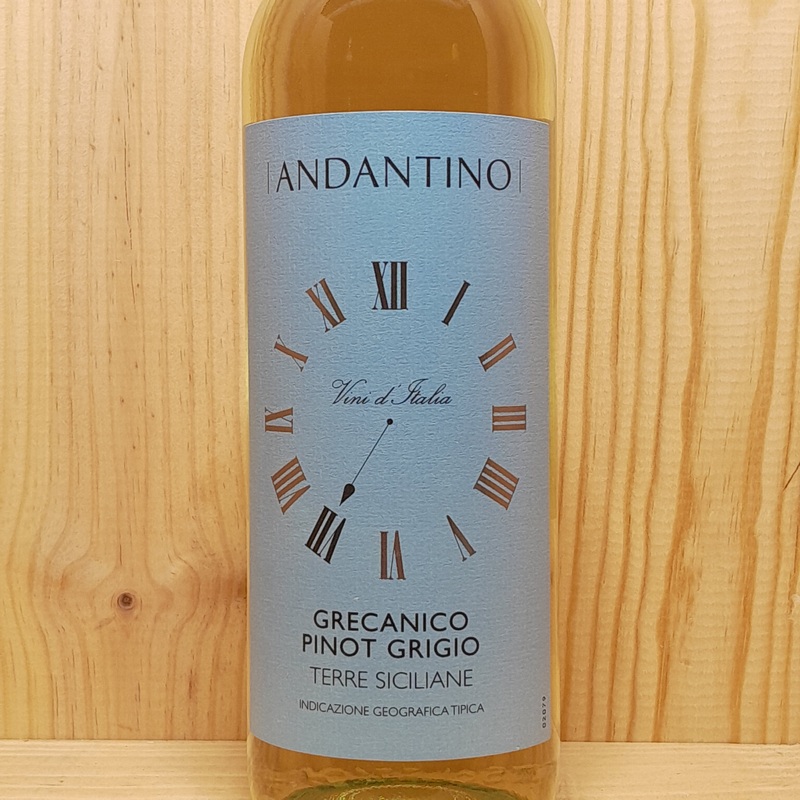 ANDANTINO
XII
I
II
III
IIII
V
VI
VII
VIII
IX
X
XI
Vini d'Italia
GRECANICO
PINOT GRIGIO
TERRE SICILIANE
INDICAZIONE GEOGRAFICA TIPICA
02079